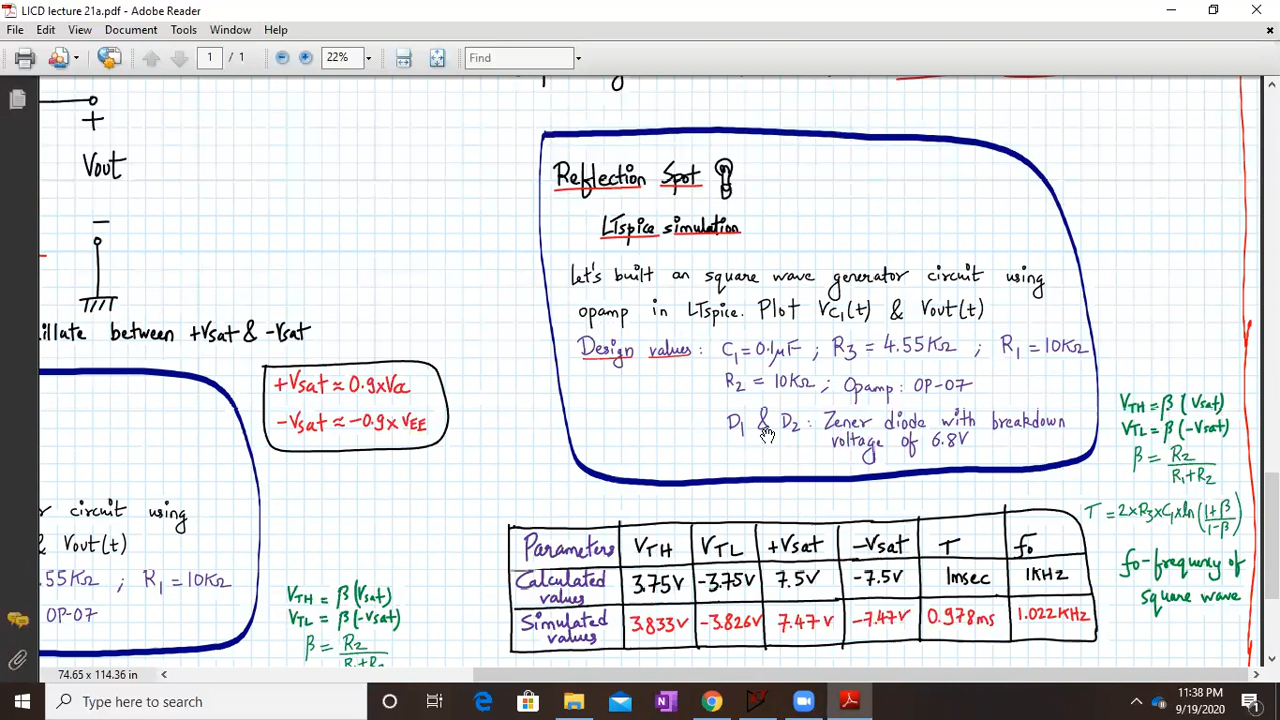 LICD lecture 21a.pdf - Adobe Reader
File Edit View Document Tools Window Help
1 / 1 22% Find
+
Vout
−
illate between +Vsat & -Vsat
+Vsat ≈ 0.9xVcc
-Vsat ≈ -0.9x VEE
r circuit using
& Vout(t)
.55KΩ ; R1 = 10KΩ
OP-07
VTH = β(Vsat)
VTL = β(-Vsat)
β = R2
R1+R2
Reflection Spot
LTspice simulation
Let's built an square wave generator circuit using
opamp in LTspice. Plot Vc1(t) & Vout(t)
Design values : C1 = 0.1μF ; R3 = 4.55KΩ ; R1 = 10KΩ
R2 = 10KΩ ; Opamp : OP-07
D1 & D2 : Zener diode with breakdown
voltage of 6.8V
VTH = β (Vsat)
VTL = β (-Vsat)
β = R2
R1+R2
T = 2xR3xC1xln(1+β
1-β)
fo-frequency of
square wave
Parameters VTH VTL +Vsat -Vsat T fo
Calculated values 3.75V -3.75V 7.5V -7.5V 1msec 1KHz
Simulated values 3.833V -3.826V 7.47V -7.47V 0.978ms 1.022KHz
74.65 x 114.36 in
Type here to search
11:38 PM
9/19/2020